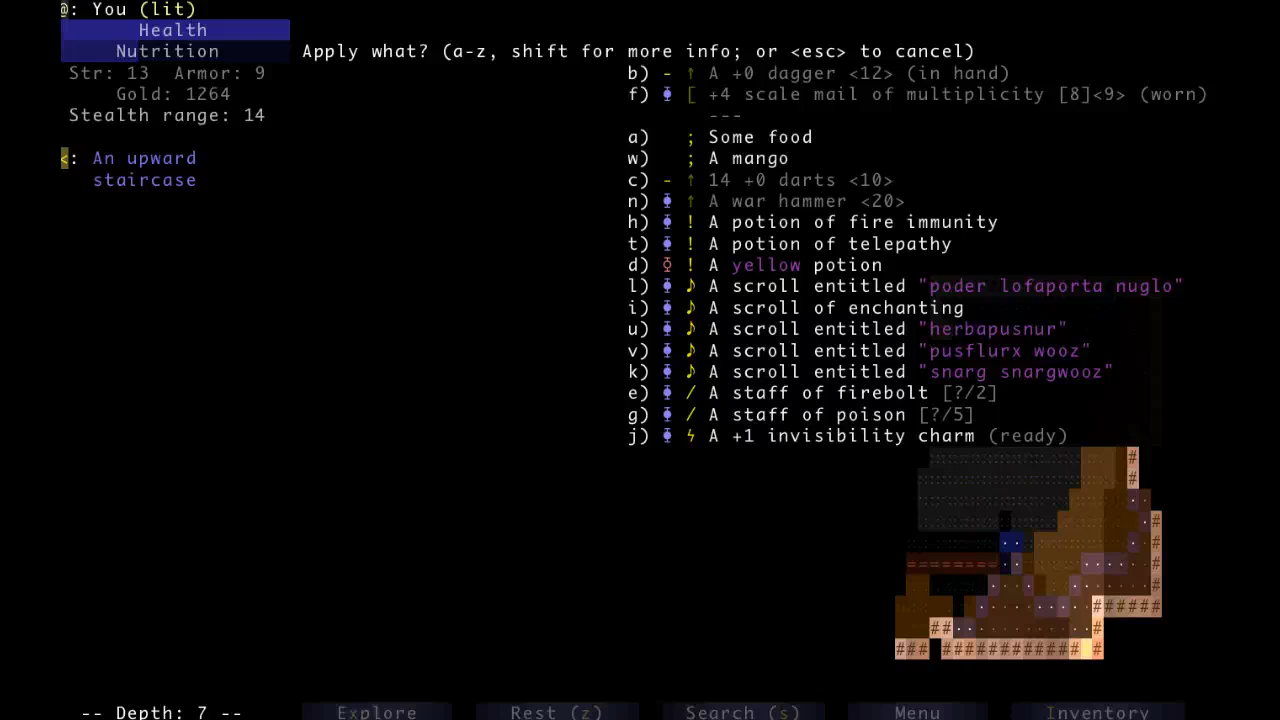 @: You (lit)
Health
Nutrition
Str: 13  Armor: 9
Gold: 1264
Stealth range: 14
<: An upward
staircase
Apply what? (a-z, shift for more info; or <esc> to cancel)
b) - ↑ A +0 dagger <12> (in hand)
f) [ +4 scale mail of multiplicity [8]<9> (worn)
---
a) ; Some food
w) ; A mango
c) - ↑ 14 +0 darts <10>
n) ↑ A war hammer <20>
h) ! A potion of fire immunity
t) ! A potion of telepathy
d) ! A yellow potion
l) ♪ A scroll entitled "poder lofaporta nuglo"
i) ♪ A scroll of enchanting
u) ♪ A scroll entitled "herbapusnur"
v) ♪ A scroll entitled "pusflurx wooz"
k) ♪ A scroll entitled "snarg snargwooz"
e) / A staff of firebolt [?/2]
g) / A staff of poison [?/5]
j) ϟ A +1 invisibility charm (ready)
-- Depth: 7 --
Explore
Rest (z)
Search (s)
Menu
Inventory